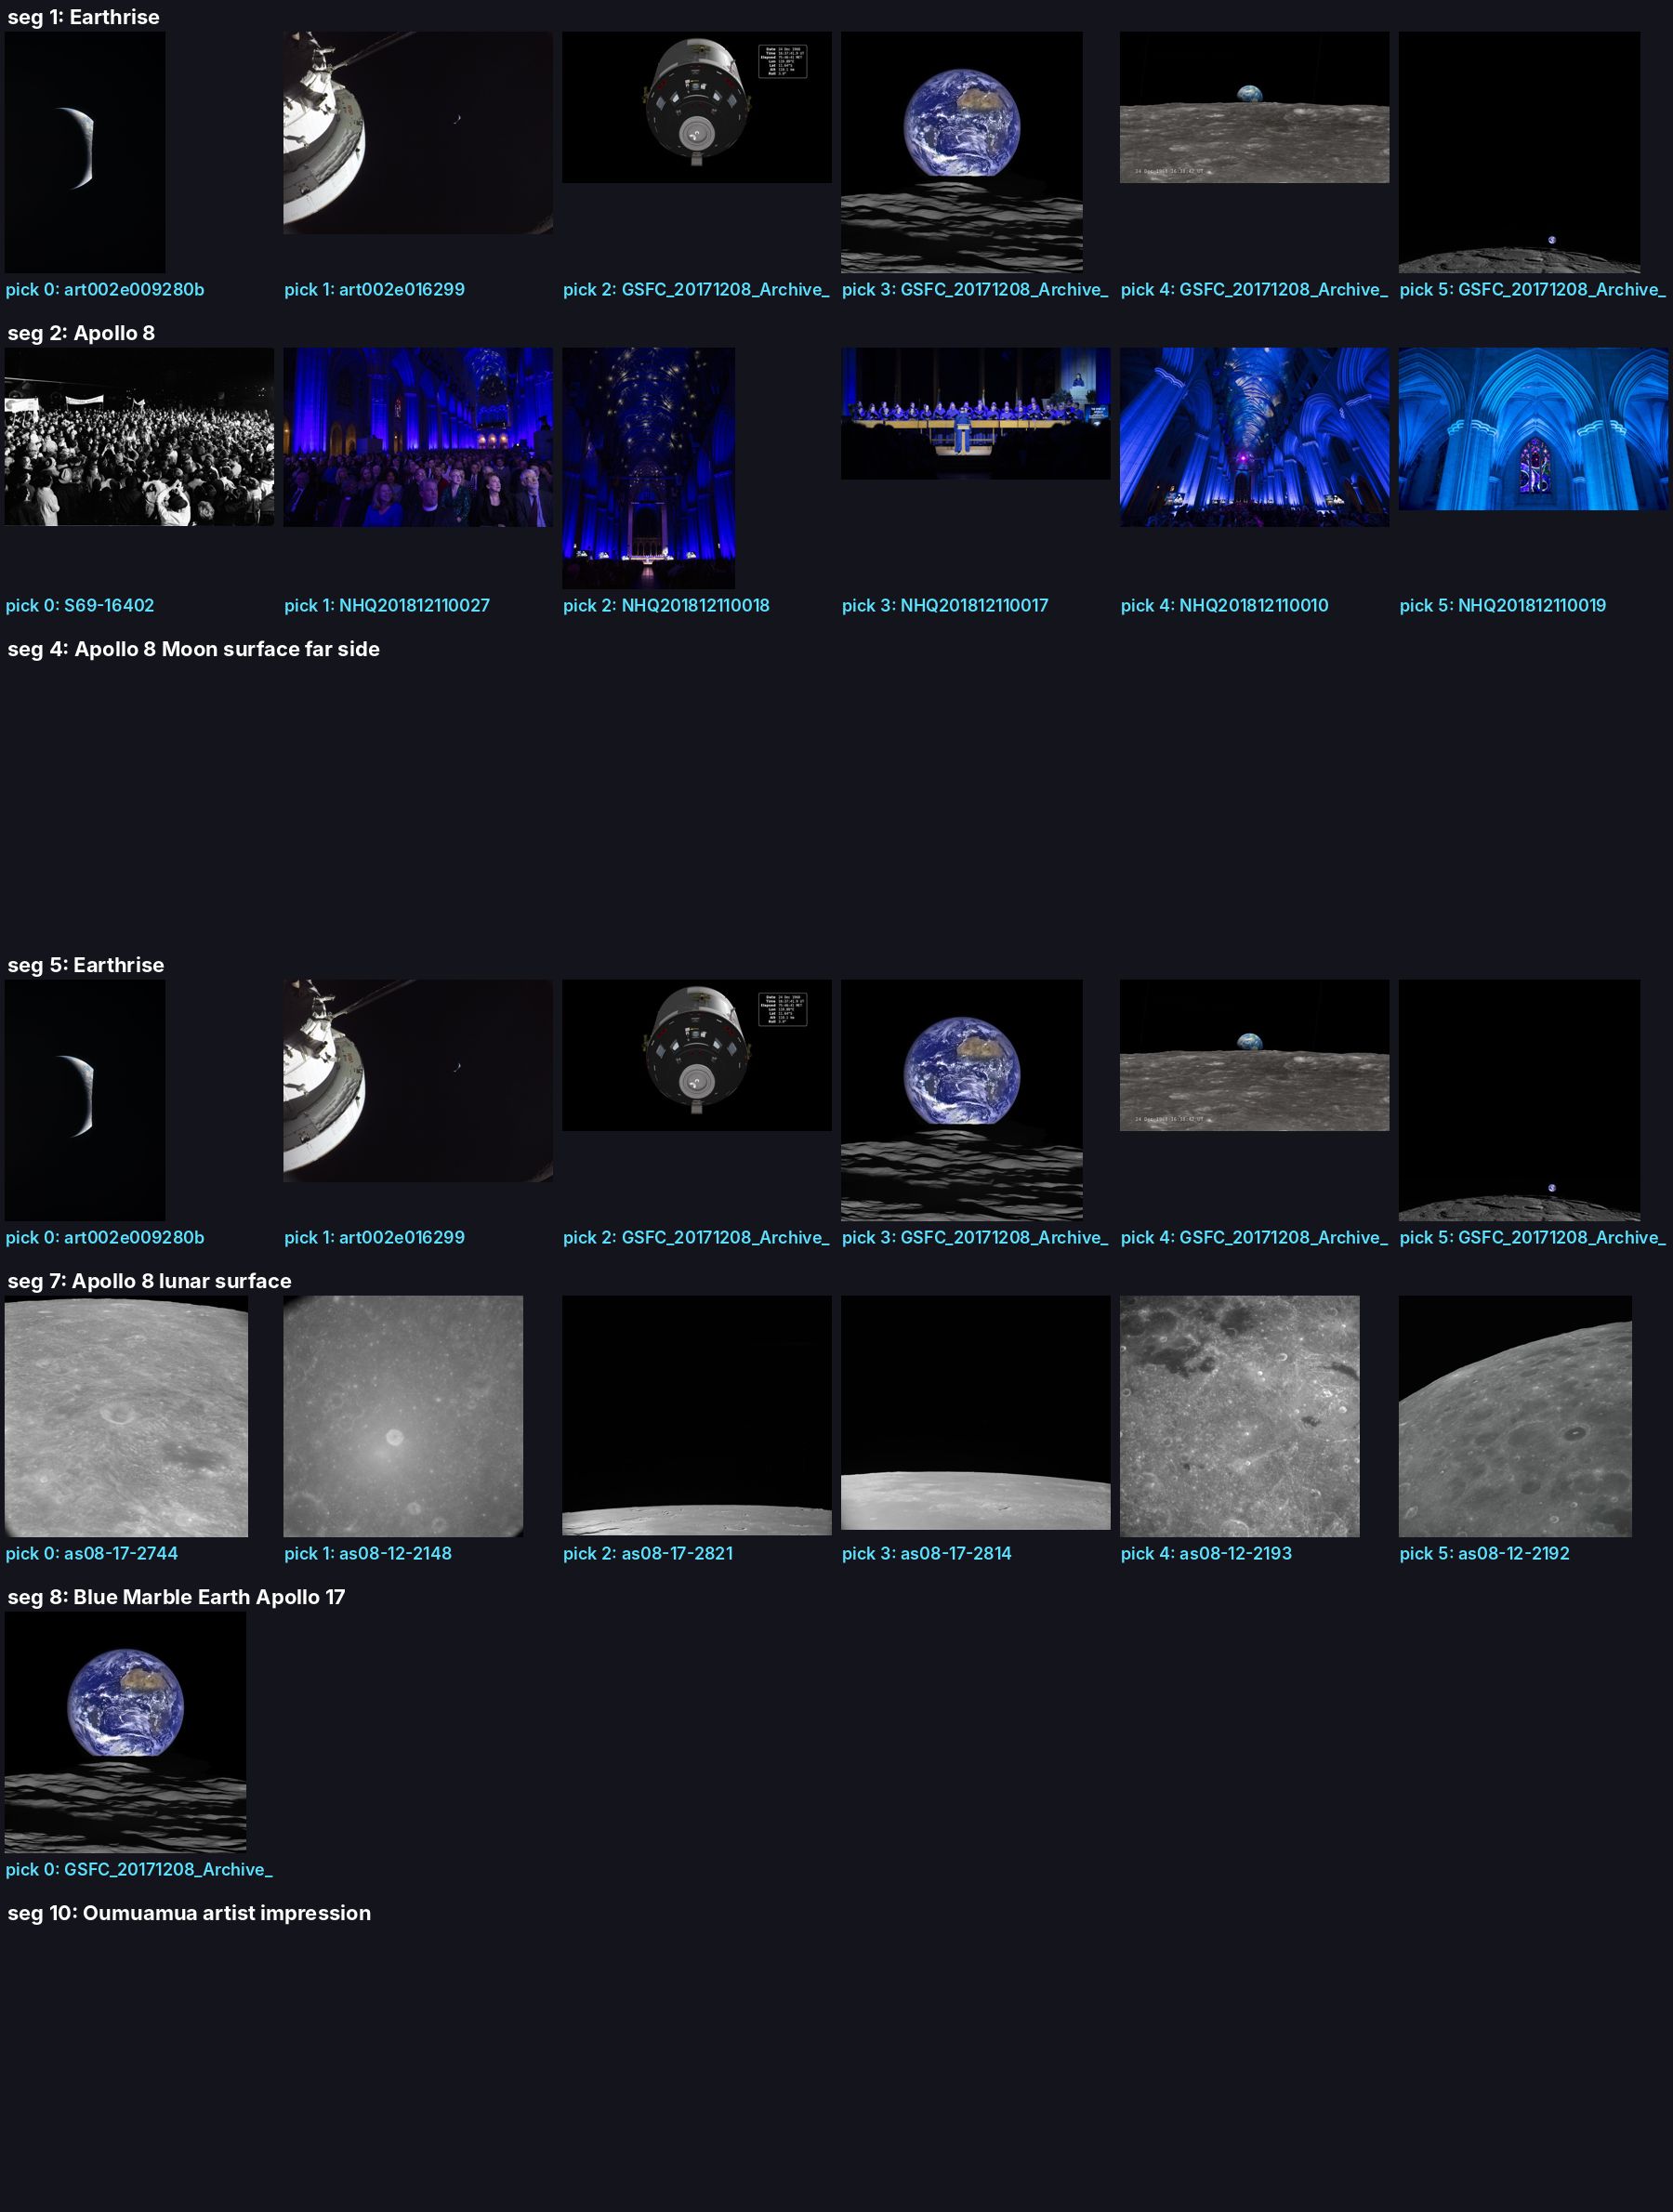 seg 1: Earthrise
pick 0: art002e009280b
pick 1: art002e016299
pick 2: GSFC_20171208_Archive_
pick 3: GSFC_20171208_Archive_
pick 4: GSFC_20171208_Archive_
pick 5: GSFC_20171208_Archive_
seg 2: Apollo 8
pick 0: S69-16402
pick 1: NHQ201812110027
pick 2: NHQ201812110018
pick 3: NHQ201812110017
pick 4: NHQ201812110010
pick 5: NHQ201812110019
seg 4: Apollo 8 Moon surface far side
seg 5: Earthrise
pick 0: art002e009280b
pick 1: art002e016299
pick 2: GSFC_20171208_Archive_
pick 3: GSFC_20171208_Archive_
pick 4: GSFC_20171208_Archive_
pick 5: GSFC_20171208_Archive_
seg 7: Apollo 8 lunar surface
pick 0: as08-17-2744
pick 1: as08-12-2148
pick 2: as08-17-2821
pick 3: as08-17-2814
pick 4: as08-12-2193
pick 5: as08-12-2192
seg 8: Blue Marble Earth Apollo 17
pick 0: GSFC_20171208_Archive_
seg 10: Oumuamua artist impression